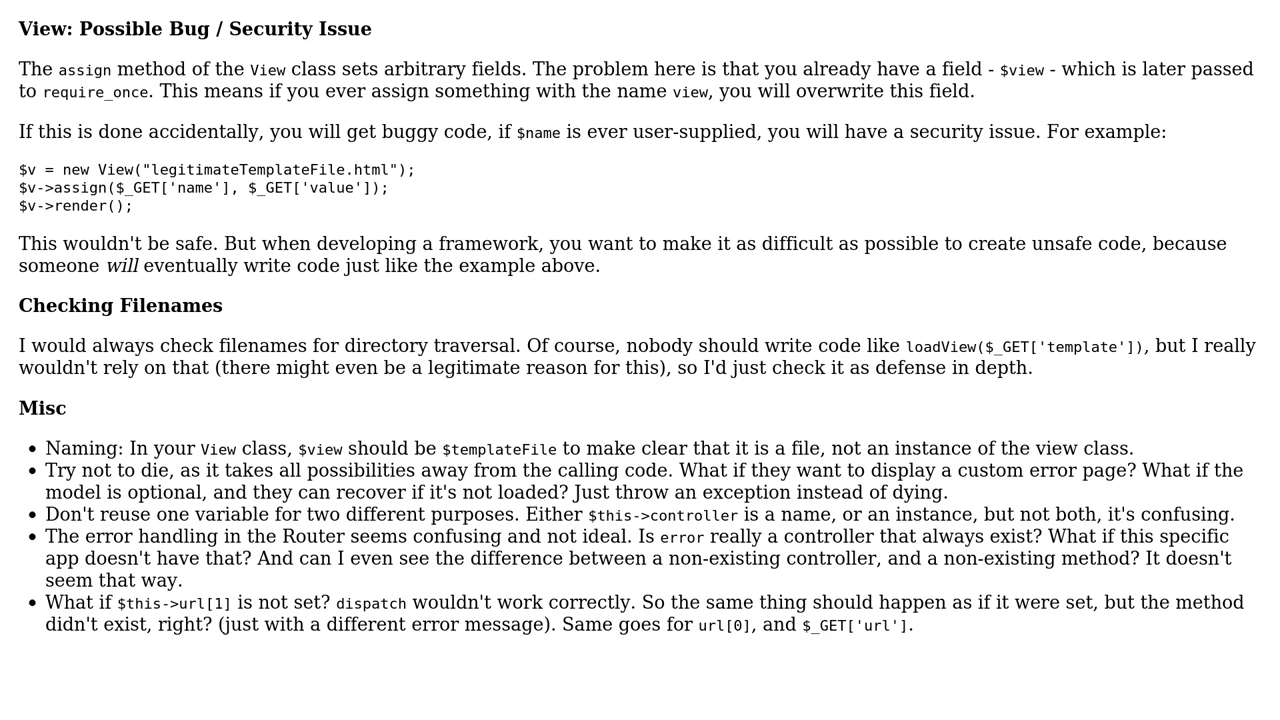 View: Possible Bug / Security Issue
The assign method of the View class sets arbitrary fields. The problem here is that you already have a field - $view - which is later passed
to require_once. This means if you ever assign something with the name view, you will overwrite this field.
If this is done accidentally, you will get buggy code, if $name is ever user-supplied, you will have a security issue. For example:
$v = new View("legitimateTemplateFile.html");
$v->assign($_GET['name'], $_GET['value']);
$v->render();
This wouldn't be safe. But when developing a framework, you want to make it as difficult as possible to create unsafe code, because
someone will eventually write code just like the example above.
Checking Filenames
I would always check filenames for directory traversal. Of course, nobody should write code like loadView($_GET['template']), but I really
wouldn't rely on that (there might even be a legitimate reason for this), so I'd just check it as defense in depth.
Misc
• Naming: In your View class, $view should be $templateFile to make clear that it is a file, not an instance of the view class.
• Try not to die, as it takes all possibilities away from the calling code. What if they want to display a custom error page? What if the
model is optional, and they can recover if it's not loaded? Just throw an exception instead of dying.
• Don't reuse one variable for two different purposes. Either $this->controller is a name, or an instance, but not both, it's confusing.
• The error handling in the Router seems confusing and not ideal. Is error really a controller that always exist? What if this specific
app doesn't have that? And can I even see the difference between a non-existing controller, and a non-existing method? It doesn't
seem that way.
• What if $this->url[1] is not set? dispatch wouldn't work correctly. So the same thing should happen as if it were set, but the method
didn't exist, right? (just with a different error message). Same goes for url[0], and $_GET['url'].